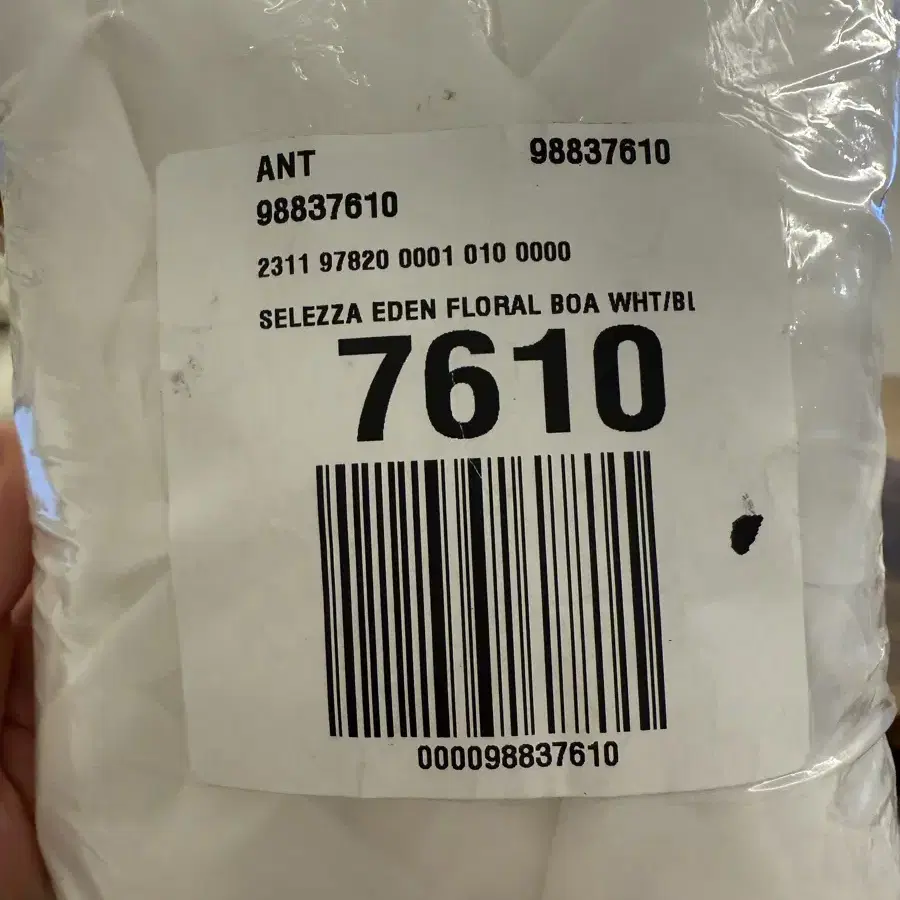 ANT 98837610
98837610
2311 97820 0001 010 0000
SELEZZA EDEN FLORAL BOA WHT/BL
7610
000098837610